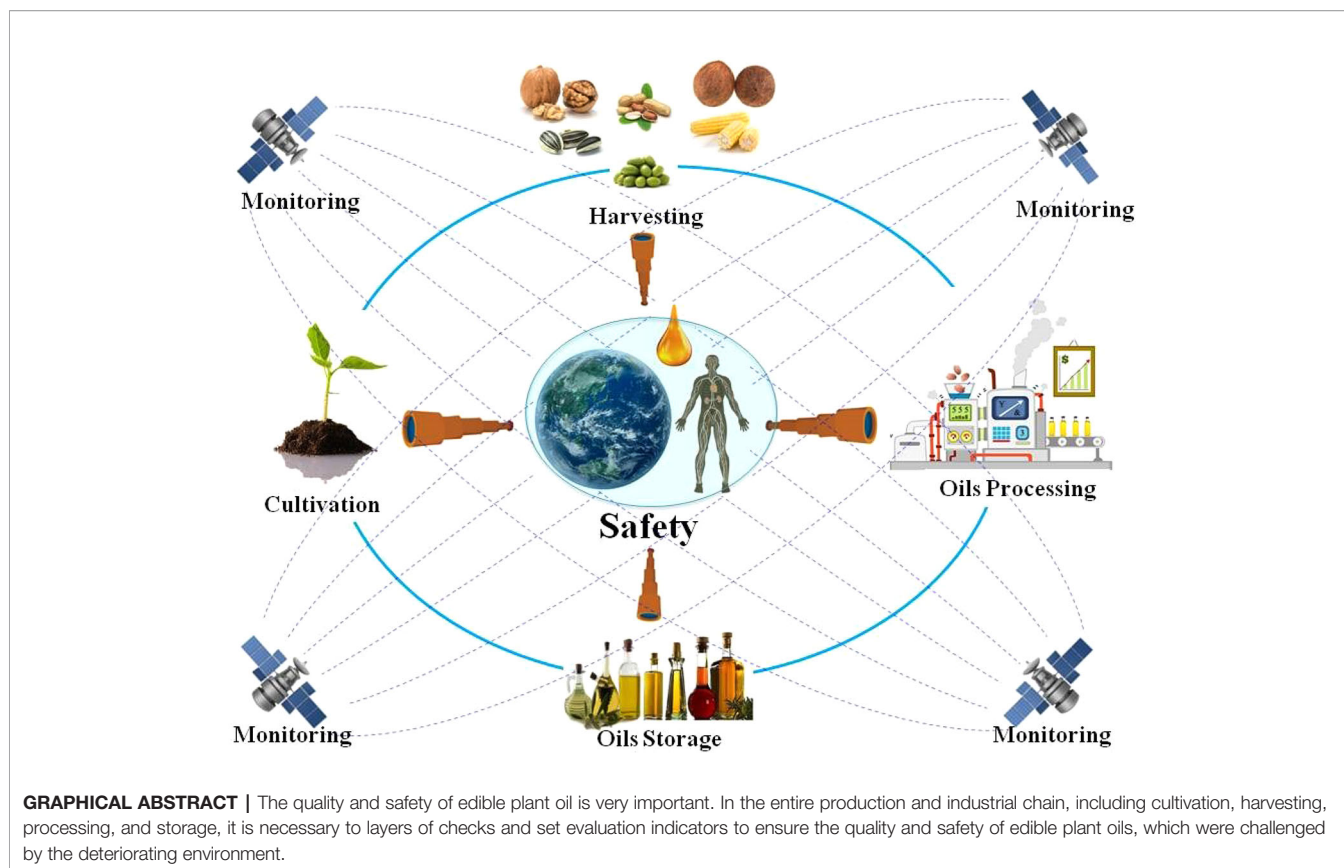 Monitoring
Monitoring
Harvesting
Cultivation
Oils Processing
$
555
3
Safety
Monitoring
Oils Storage
Monitoring
GRAPHICAL ABSTRACT | The quality and safety of edible plant oil is very important. In the entire production and industrial chain, including cultivation, harvesting,
processing, and storage, it is necessary to layers of checks and set evaluation indicators to ensure the quality and safety of edible plant oils, which were challenged
by the deteriorating environment.